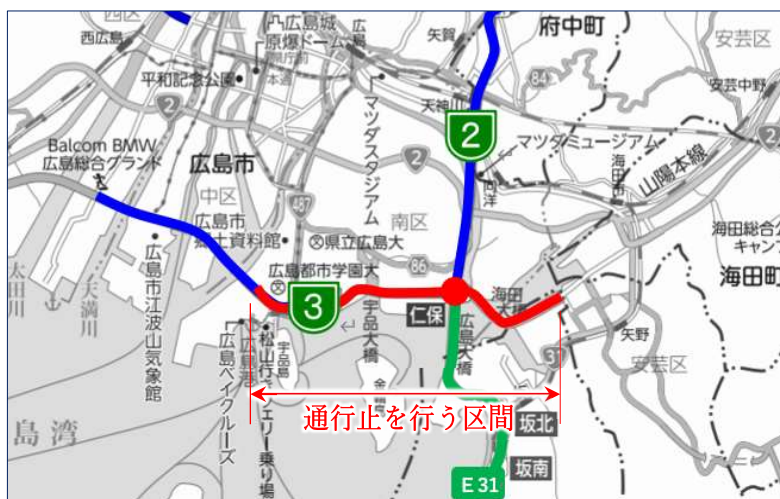 西区
凸広島城
原爆ドーム
県庁前
本通
西広島
平和記念公園
広島
矢賀
府中町
安芸区
84
安芸中野
2
天神川
マツダスタジアム
2
マツダミュージアム
向洋
海田市
山陽本線
2
2
Balcom BMW
広島総合グランド
広島市
中区
487
南区
広島市
郷土資料館
県立広島大
86
海田総合公
キャンプ
海田町
広島都市学園大
3
仁保
海田大橋
矢野
31
安芸区
太田川
天満川
広島市江波山気象館
広島港
広島ベイクルーズ
松山行フェリー乗り場
宇品島
宇品大橋
金輪島
広島大橋
通行止を行う区間
島湾
坂北
坂南
E31